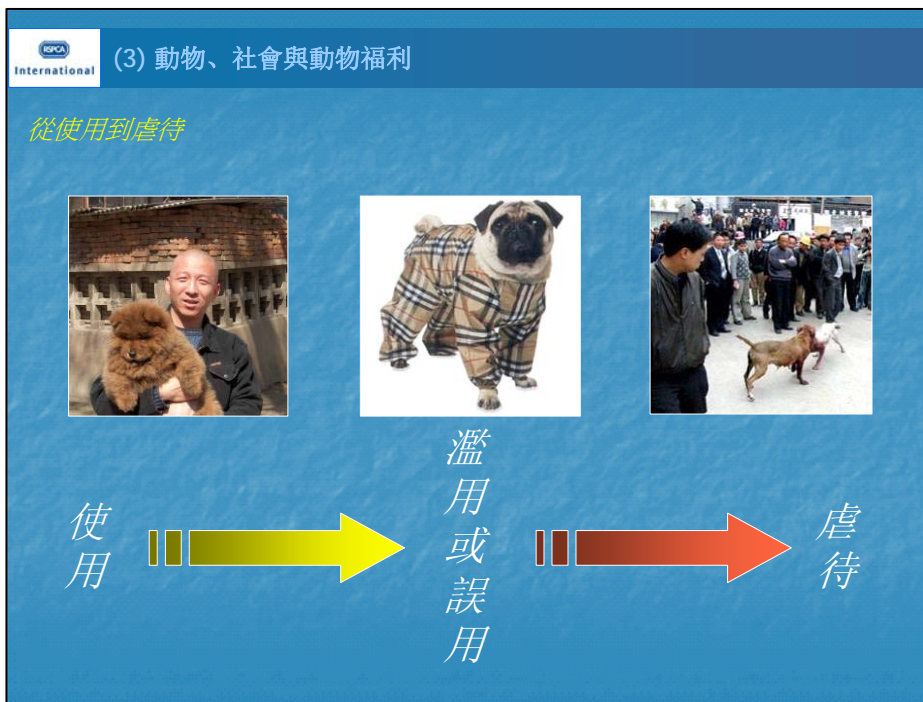 RSPCA
International
(3) 動物、社會與動物福利
從使用到虐待
使用
濫用或誤用
虐待